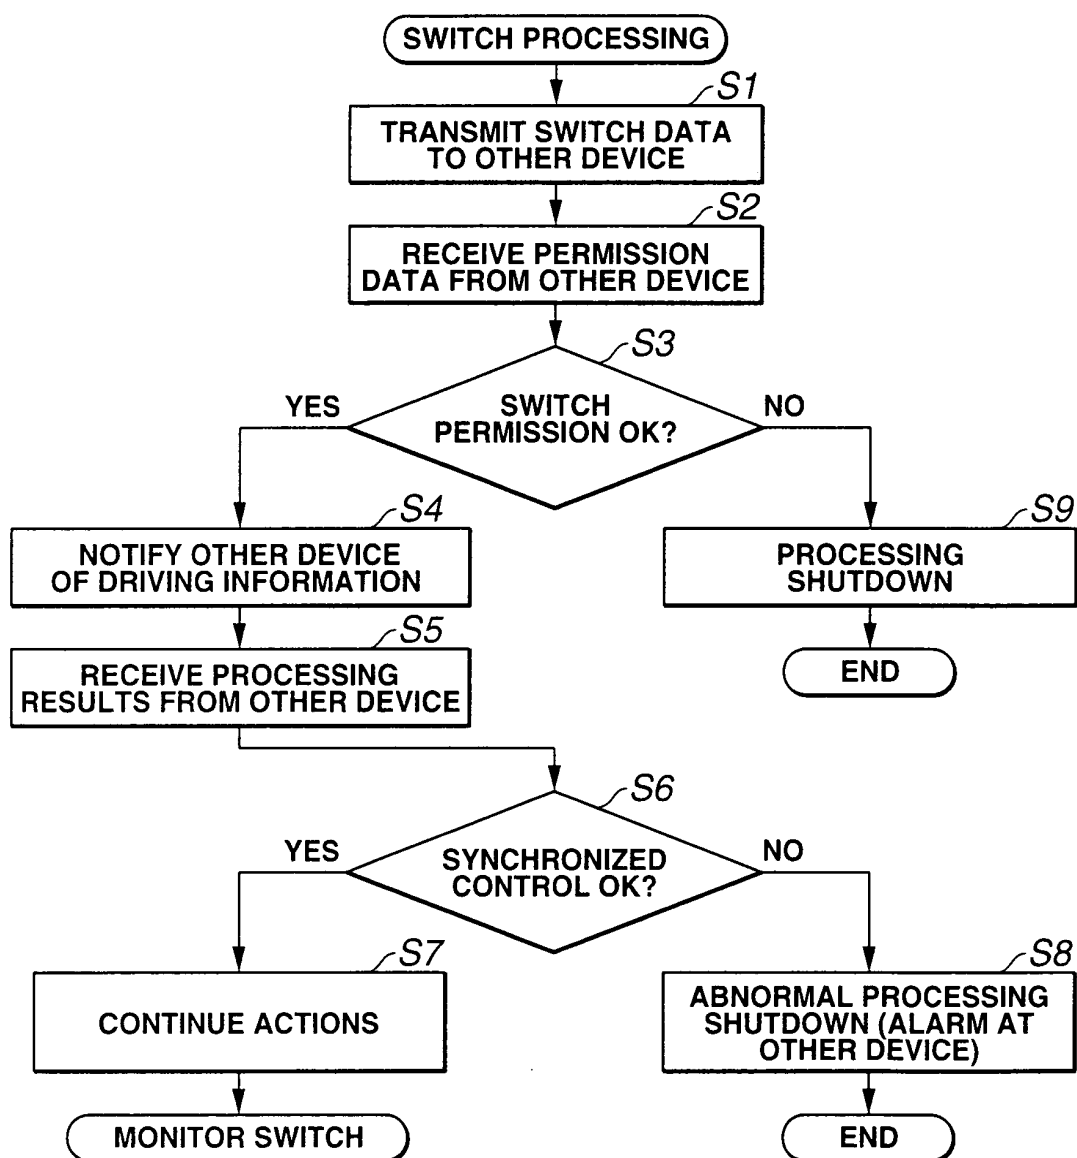 SWITCH PROCESSING
S1
TRANSMIT SWITCH DATA
TO OTHER DEVICE
S2
RECEIVE PERMISSION
DATA FROM OTHER DEVICE
S3
YES
SWITCH
PERMISSION OK?
NO
S4
NOTIFY OTHER DEVICE
OF DRIVING INFORMATION
S9
PROCESSING
SHUTDOWN
S5
RECEIVE PROCESSING
RESULTS FROM OTHER DEVICE
END
S6
YES
SYNCHRONIZED
CONTROL OK?
NO
S7
CONTINUE ACTIONS
S8
ABNORMAL PROCESSING
SHUTDOWN (ALARM AT
OTHER DEVICE)
MONITOR SWITCH
END